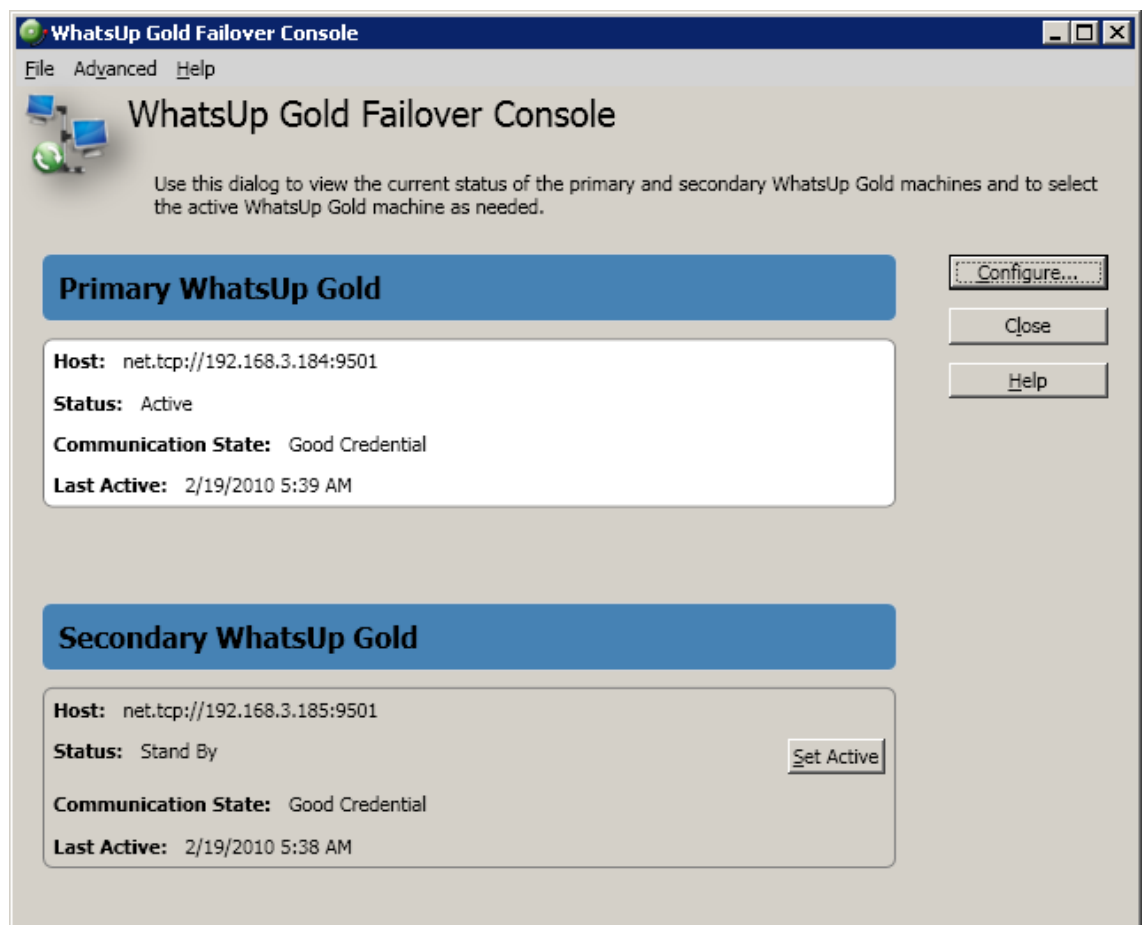 WhatsUp Gold Failover Console
File Advanced Help
WhatsUp Gold Failover Console
Use this dialog to view the current status of the primary and secondary WhatsUp Gold machines and to select
the active WhatsUp Gold machine as needed.
Primary WhatsUp Gold
Configure...
Close
Help
Host: net.tcp://192.168.3.184:9501
Status: Active
Communication State: Good Credential
Last Active: 2/19/2010 5:39 AM
Secondary WhatsUp Gold
Host: net.tcp://192.168.3.185:9501
Status: Stand By
Set Active
Communication State: Good Credential
Last Active: 2/19/2010 5:38 AM